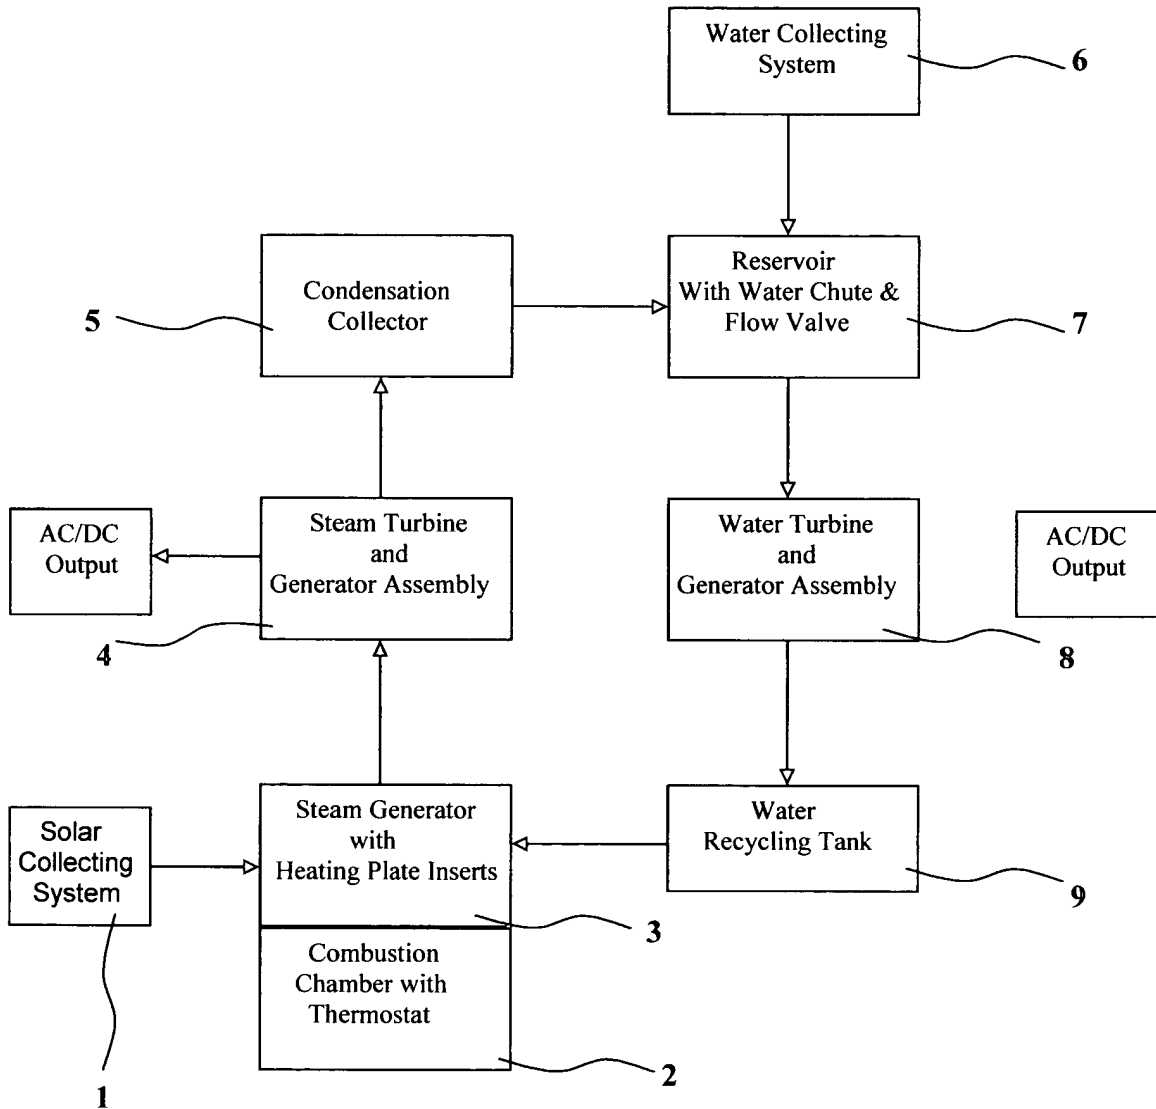 Water Collecting
System
6
Condensation
Collector
5
Reservoir
With Water Chute &
Flow Valve
7
AC/DC
Output
Steam Turbine
and
Generator Assembly
4
Water Turbine
and
Generator Assembly
8
AC/DC
Output
Solar
Collecting
System
1
Steam Generator
with
Heating Plate Inserts
3
Water
Recycling Tank
9
Combustion
Chamber with
Thermostat
2